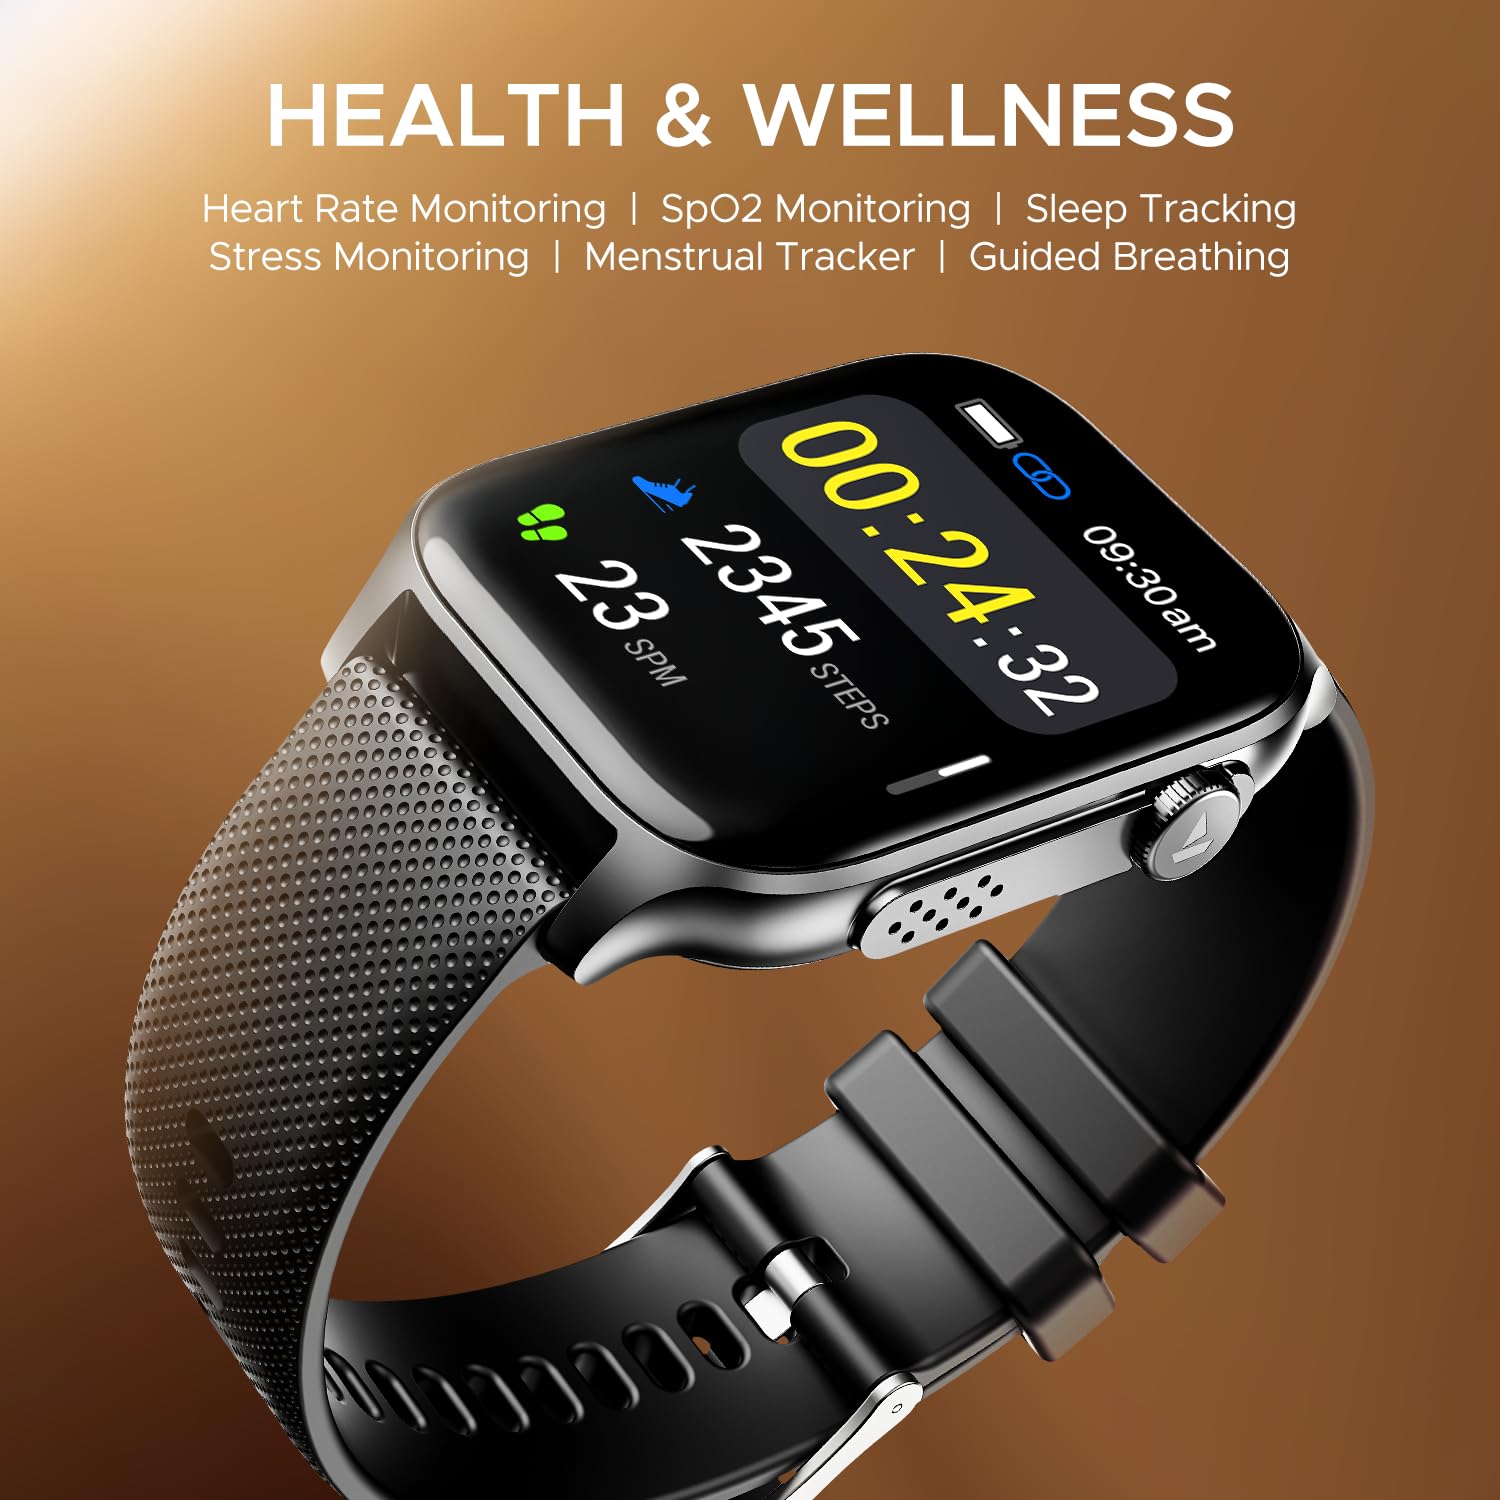 HEALTH & WELLNESS
Heart Rate Monitoring | SpO2 Monitoring | Sleep Tracking
Stress Monitoring | Menstrual Tracker | Guided Breathing
09:30am
00:24:32
2345 STEPS
23 SPM